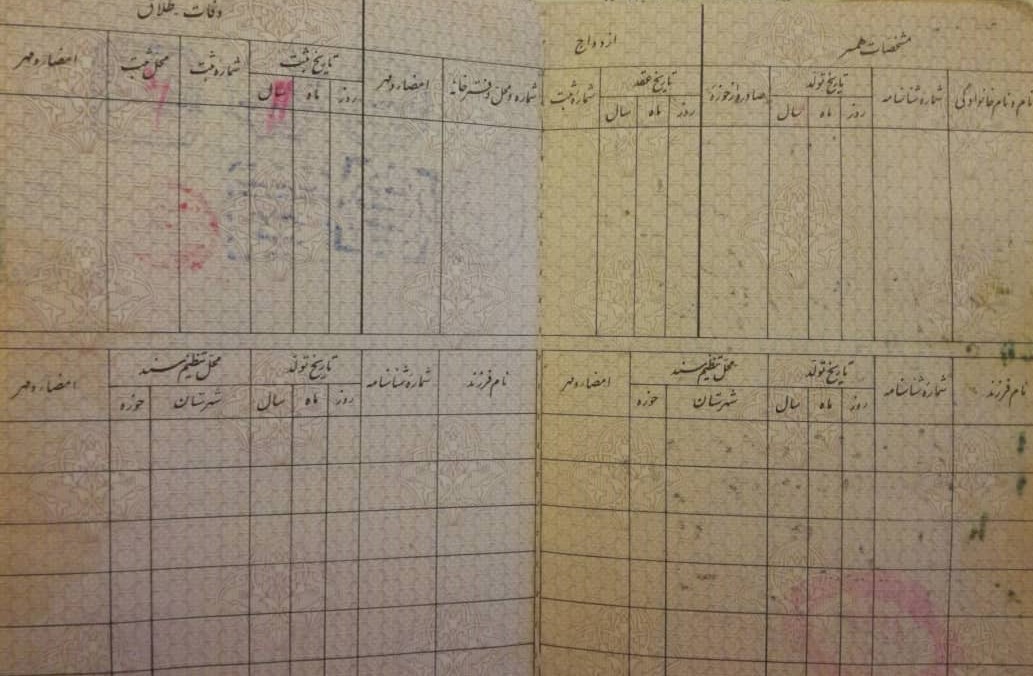 مشخصات همسر
ازدواج
وفات یا طلاق
نام و نام خانوادگی
شماره شناسنامه
تاریخ تولد
روز ماه سال
صادره از حوزه
تاریخ عقد
روز ماه سال
شماره ثبت
شماره و محل دفترخانه
امضاء و مهر
تاریخ ثبت
روز ماه سال
شماره ثبت
محل ثبت
امضاء و مهر
نام فرزند
شماره شناسنامه
تاریخ تولد
روز ماه سال
محل تنظیم سند
شهرستان حوزه
امضاء و مهر
نام فرزند
شماره شناسنامه
تاریخ تولد
روز ماه سال
محل تنظیم سند
شهرستان حوزه
امضاء و مهر